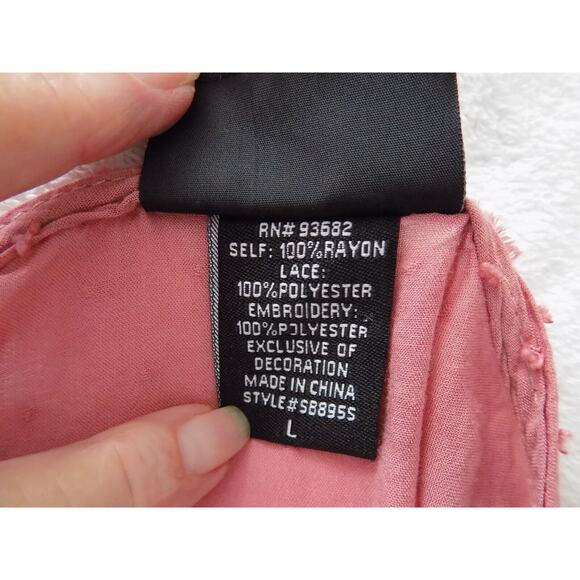 RN# 93682
SELF: 100%RAYON
LACE:
100%POLYESTER
EMBROIDERY:
100%POLYESTER
EXCLUSIVE OF
DECORATION
MADE IN CHINA
STYLE#SB895S
L